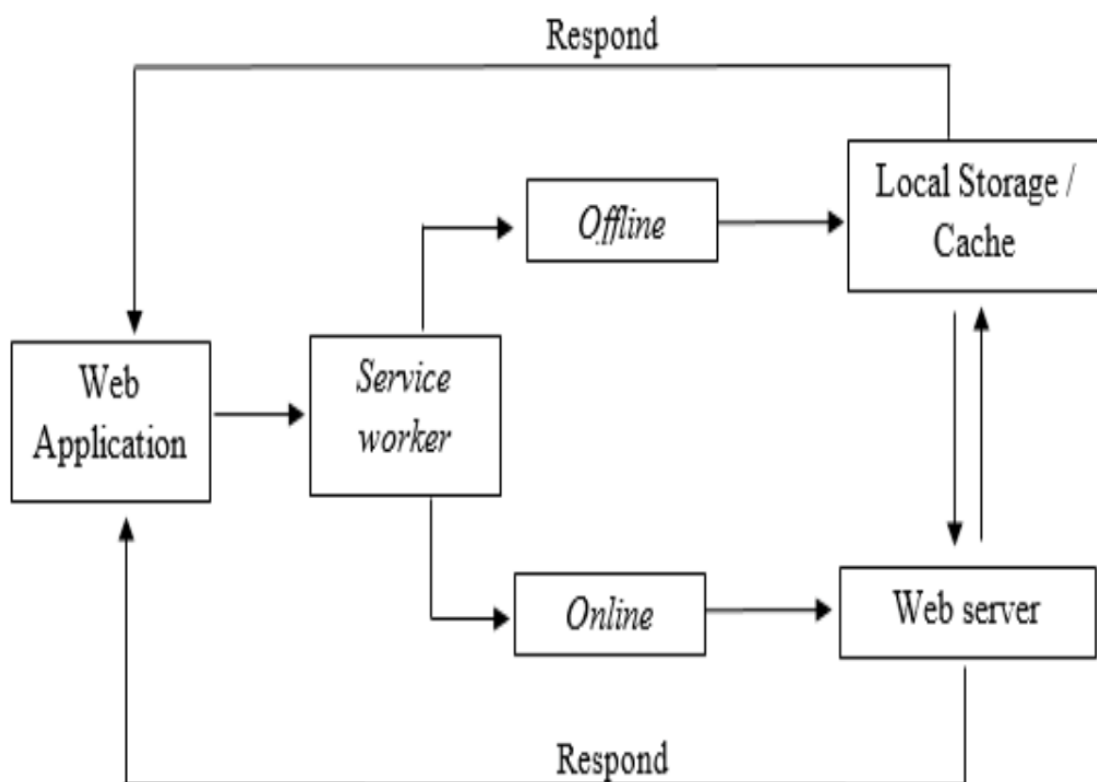 Respond
Local Storage /
Cache
Offline
Web
Application
Service
worker
Online
Web server
Respond